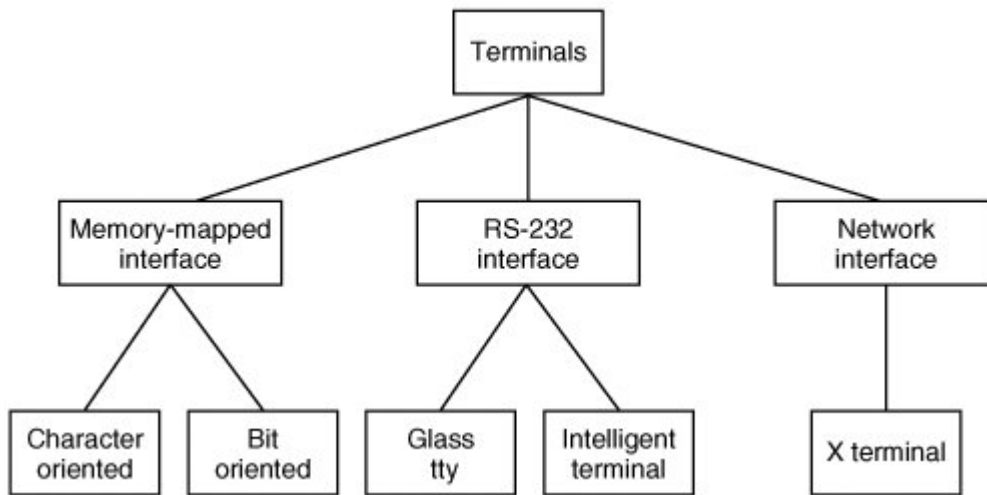 Terminals
Memory-mapped
interface
RS-232
interface
Network
interface
Character
oriented
Bit
oriented
Glass
tty
Intelligent
terminal
X terminal